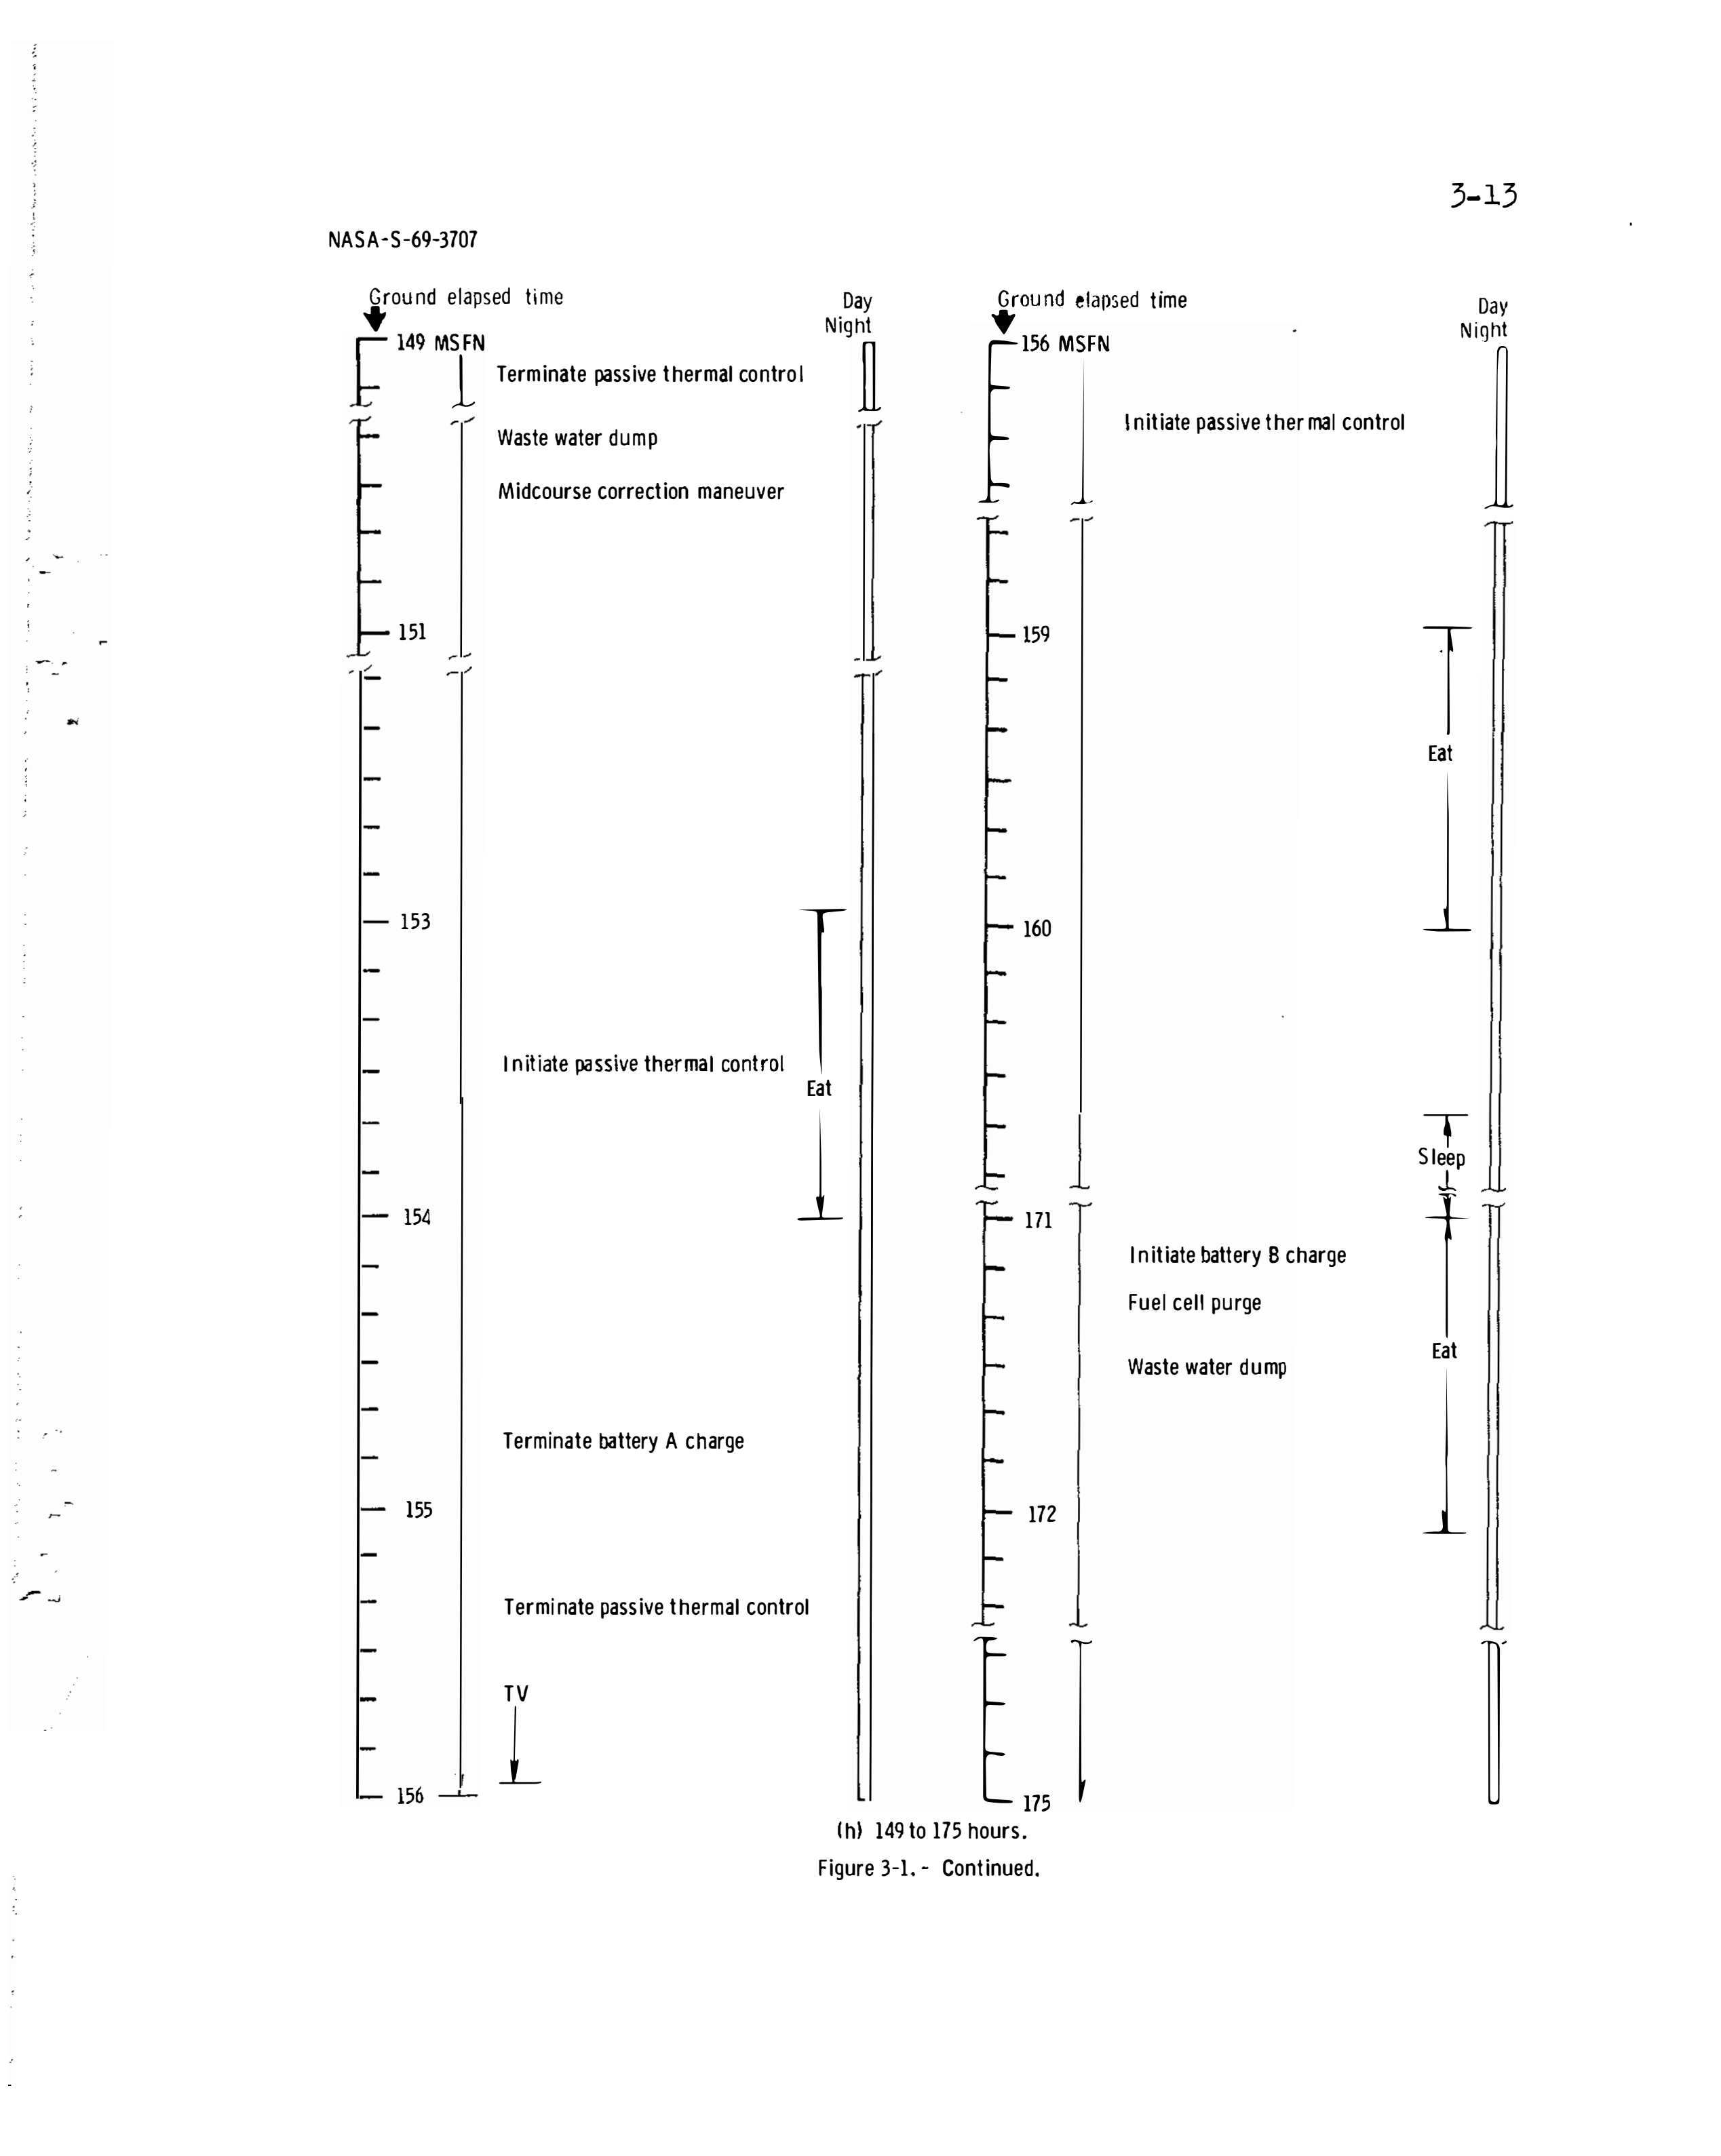 3-13
NASA-S-69-3707
Ground elapsed time
Day
Night
149 MSFN
Terminate passive thermal control
Waste water dump
Midcourse correction maneuver
151
153
Initiate passive thermal control
Eat
154
Terminate battery A charge
155
Terminate passive thermal control
TV
156
Ground elapsed time
Day
Night
156 MSFN
Initiate passive thermal control
159
Eat
160
Sleep
171
Initiate battery B charge
Fuel cell purge
Eat
Waste water dump
172
175
(h) 149 to 175 hours.
Figure 3-1. - Continued.